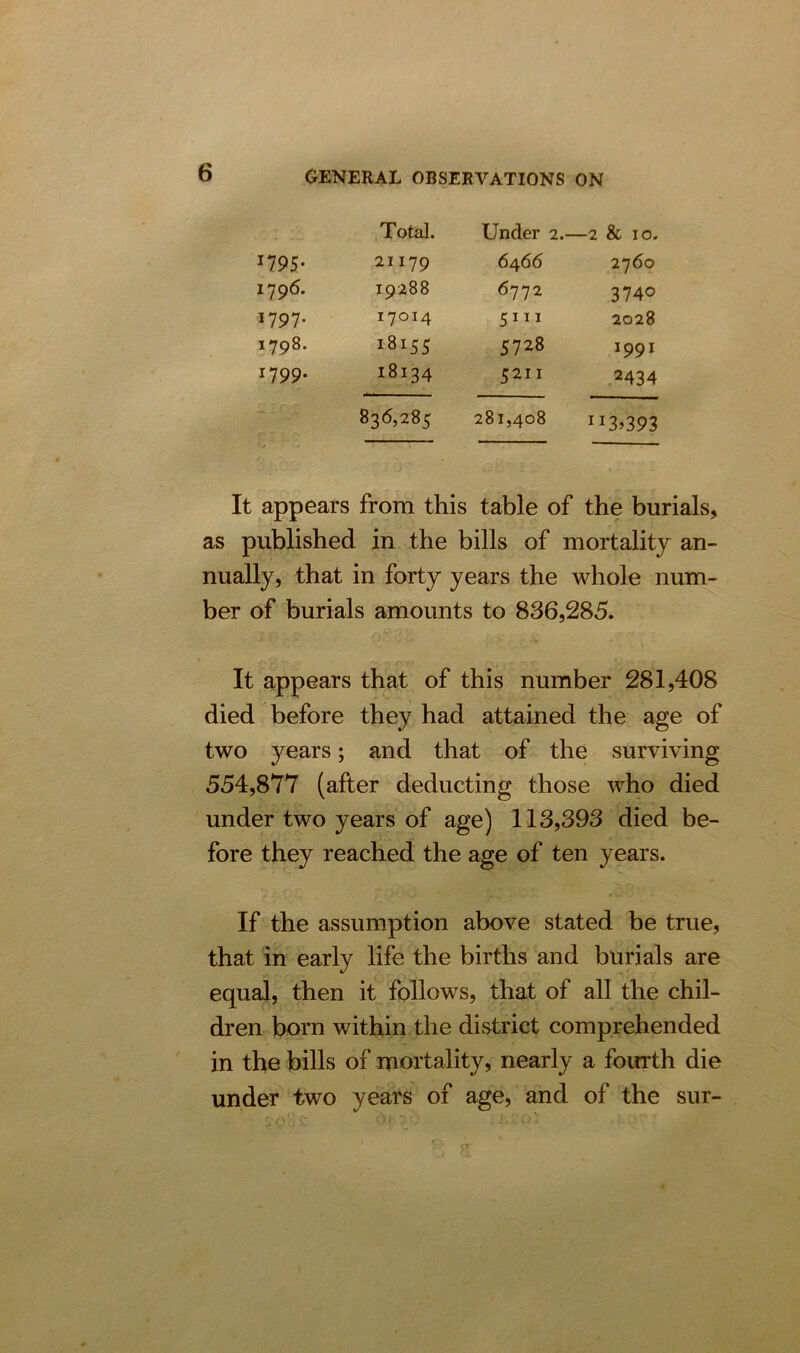 6 GENERAL OBSERVATIONS ON
Total. Under 2.—2 & 10.
1795. 21179 6466 2760
1796. 19288 6772 3740
1797. 17014 5111 2028
1798. 18155 5728 1991
1799. 18134 5211 2434
836,285 281,408 113,393
It appears from this table of the burials,
as published in the bills of mortality an-
nually, that in forty years the whole num-
ber of burials amounts to 836,285.
It appears that of this number 281,408
died before they had attained the age of
two years; and that of the surviving
554,877 (after deducting those who died
under two years of age) 113,393 died be-
fore they reached the age of ten years.
If the assumption above stated be true,
that in early life the births and burials are
equal, then it follows, that of all the chil-
dren born within the district comprehended
in the bills of mortality, nearly a fourth die
under two years of age, and of the sur-